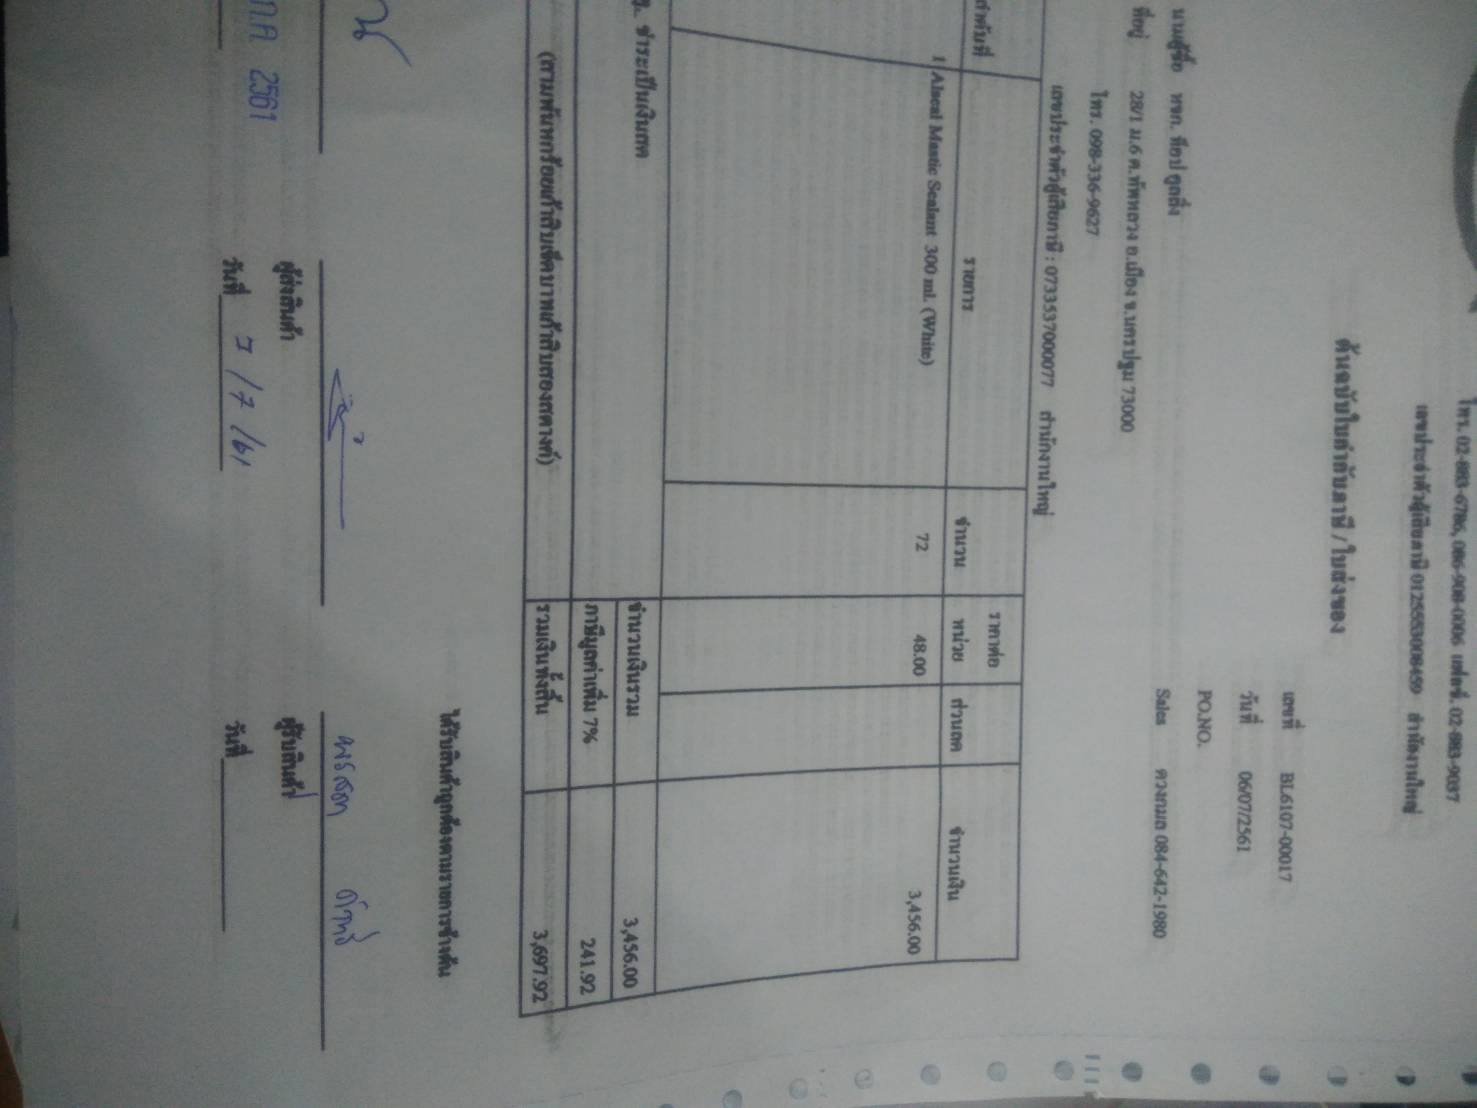 โทร. 02-883-6786, 086-908-0006 แฟกซ์. 02-883-9037
เลขประจำตัวผู้เสียภาษี 0125553008459 สำนักงานใหญ่
ต้นฉบับใบกำกับภาษี / ใบส่งของ
เลขที่ BL6107-00017
วันที่ 06/07/2561
PO.NO.
นามผู้ซื้อ หจก. ท็อป คูลลิ่ง Sales ดวงกมล 084-642-1980
ที่อยู่ 28/1 ม.6 ต.ทัพหลวง อ.เมือง จ.นครปฐม 73000
โทร. 098-336-9627
เลขประจำตัวผู้เสียภาษี : 0733537000077 สำนักงานใหญ่
ลำดับที่ รายการ จำนวน ราคาต่อหน่วย ส่วนลด จำนวนเงิน
1 Alseal Mastic Sealant 300 ml. (White) 72 48.00 3,456.00
ชำระเป็นเงินสด จำนวนเงินรวม 3,456.00
ภาษีมูลค่าเพิ่ม 7% 241.92
(สามพันหกร้อยเก้าสิบเจ็ดบาทเก้าสิบสองสตางค์) รวมเงินทั้งสิ้น 3,697.92
ได้รับสินค้าถูกต้องตามรายการข้างต้น
ผู้ส่งสินค้า ผู้รับสินค้า
ก.ค. 2561 วันที่ 7/7/61 วันที่